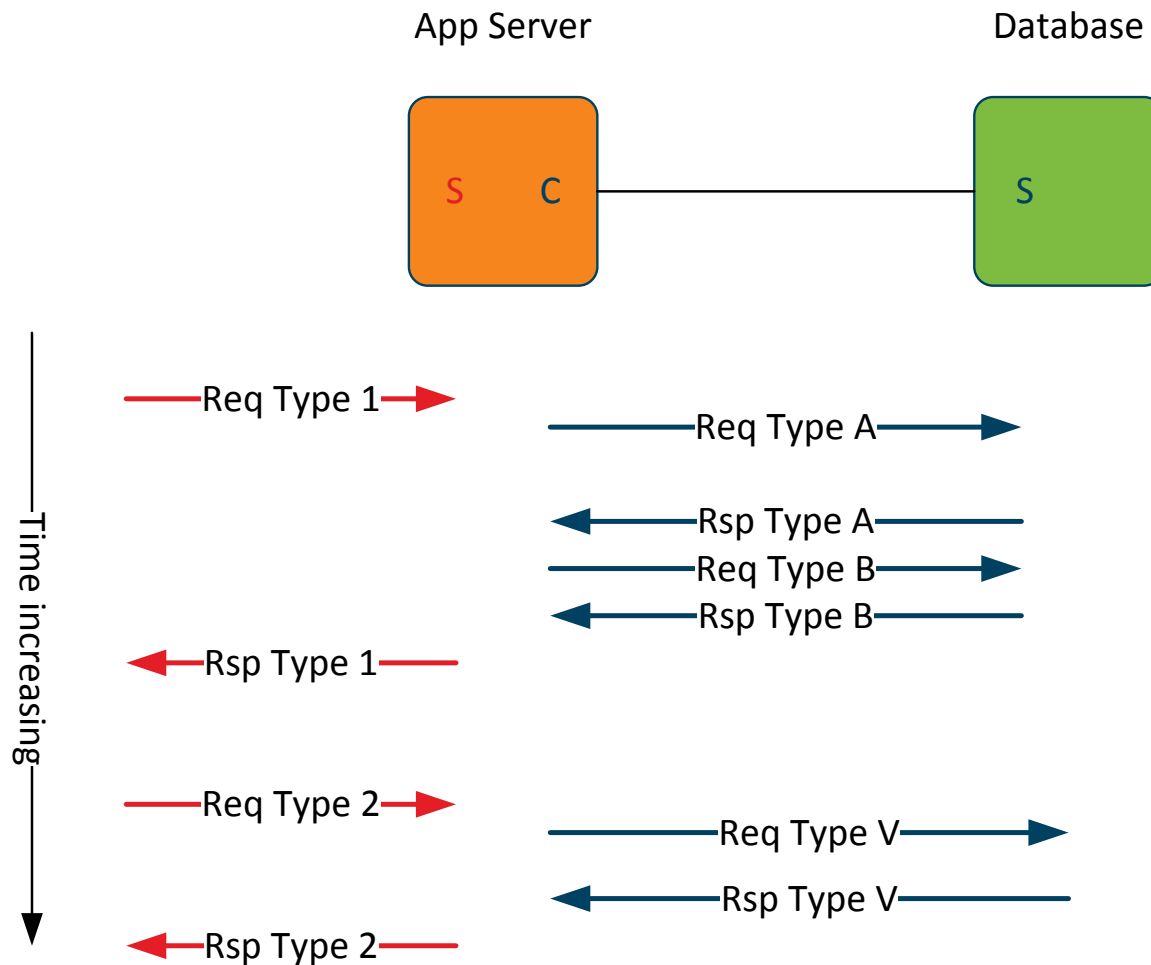 App Server
Database
S
C
S
Req Type 1
Req Type A
Rsp Type A
Req Type B
Rsp Type B
Rsp Type 1
Time increasing
Req Type 2
Req Type V
Rsp Type V
Rsp Type 2